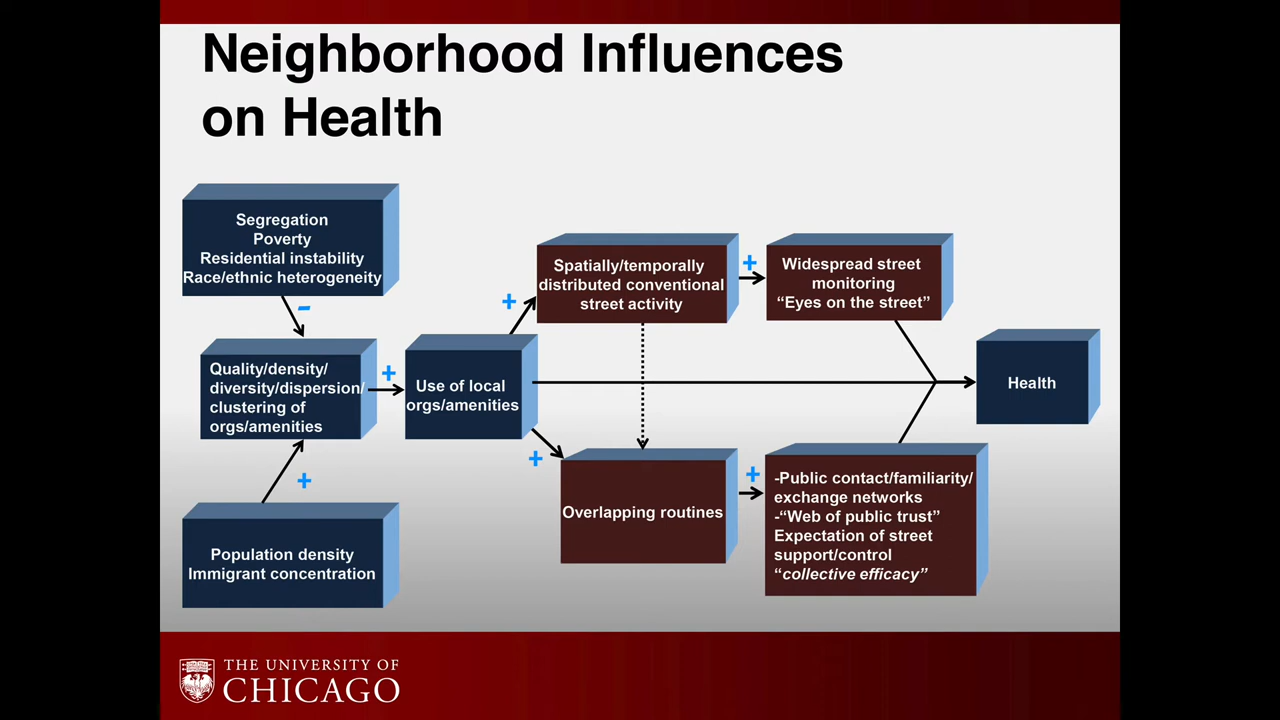 Neighborhood Influences
on Health
Segregation
Poverty
Residential instability
Race/ethnic heterogeneity
-
Quality/density/
diversity/dispersion/
clustering of
orgs/amenities
+
Population density
Immigrant concentration
+
Use of local
orgs/amenities
+
Spatially/temporally
distributed conventional
street activity
+
Widespread street
monitoring
“Eyes on the street”
+
Overlapping routines
+
-Public contact/familiarity/
exchange networks
-“Web of public trust”
Expectation of street
support/control
“collective efficacy”
Health
THE UNIVERSITY OF
CHICAGO